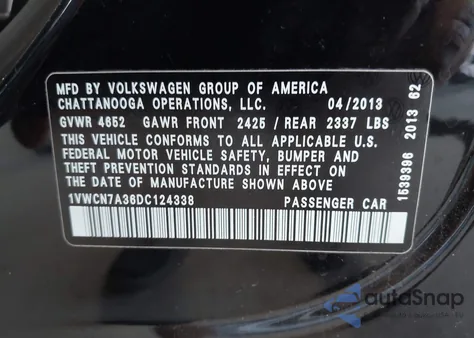 MFD BY VOLKSWAGEN GROUP OF AMERICA
CHATTANOOGA OPERATIONS, LLC. 04/2013
GVWR 4652 GAWR FRONT 2425 / REAR 2337 LBS
THIS VEHICLE CONFORMS TO ALL APPLICABLE U.S.
FEDERAL MOTOR VEHICLE SAFETY, BUMPER AND
THEFT PREVENTION STANDARDS IN EFFECT ON
THE DATE OF MANUFACTURE SHOWN ABOVE
1VWCN7A36DC124338 PASSENGER CAR
1539396 2013 62
autoSnap